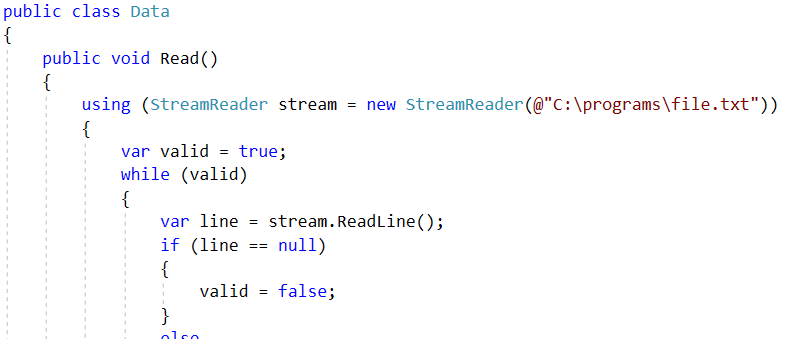 public class Data
{
    public void Read()
    {
        using (StreamReader stream = new StreamReader(@"C:\programs\file.txt"))
        {
            var valid = true;
            while (valid)
            {
                var line = stream.ReadLine();
                if (line == null)
                {
                    valid = false;
                }
                else